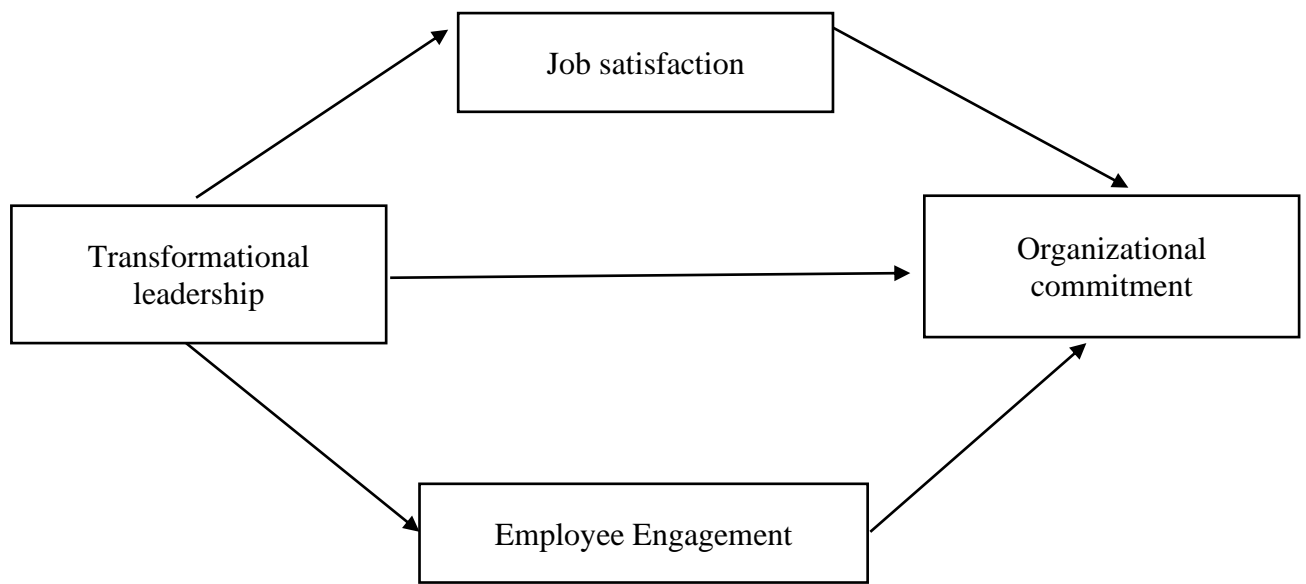 Job satisfaction
Transformational
leadership
Organizational
commitment
Employee Engagement